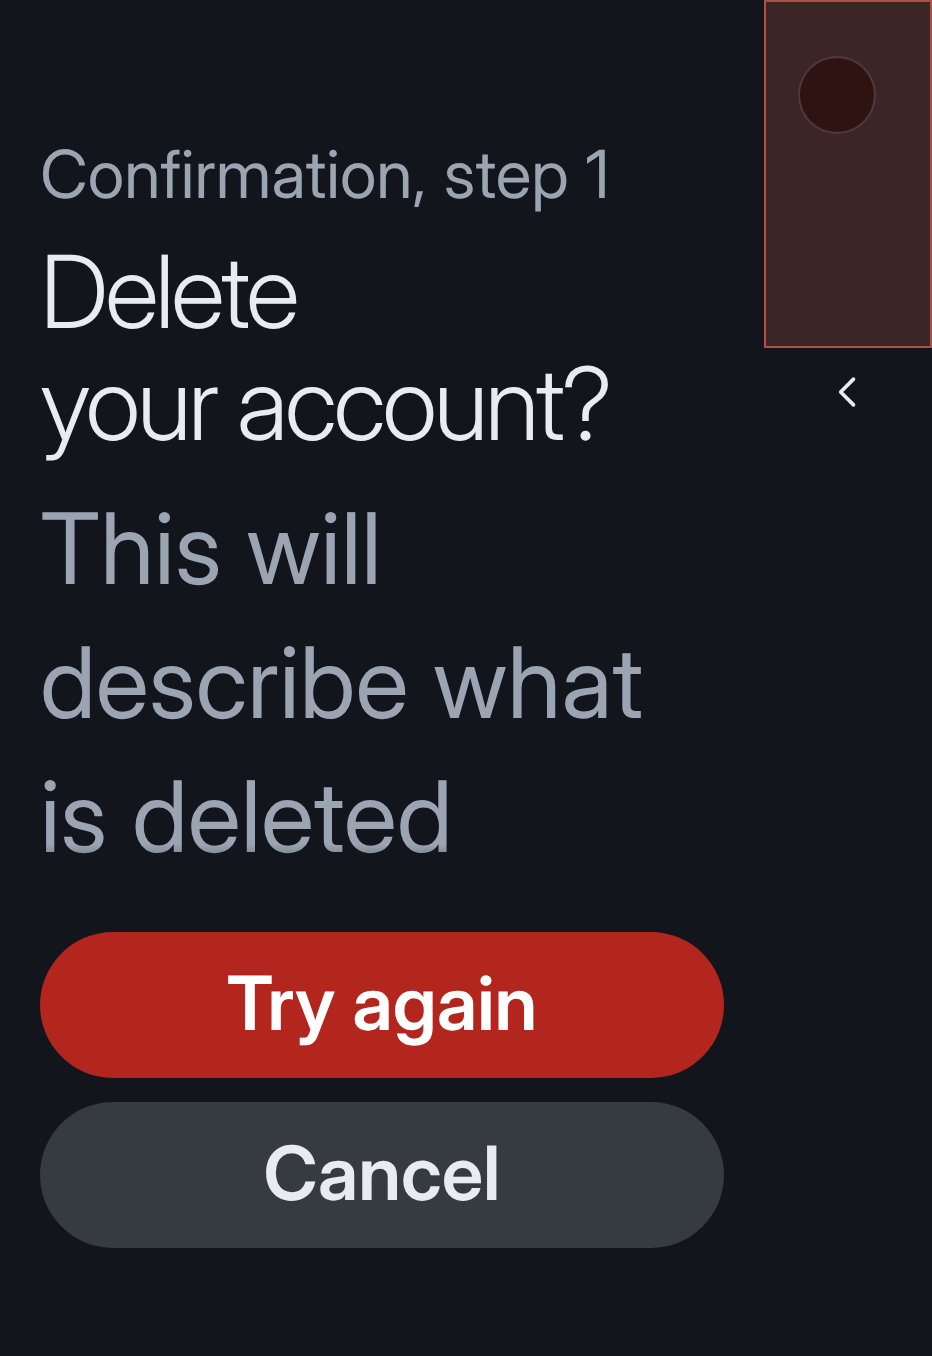 Confirmation, step 1
Delete
your account?
This will
describe what
is deleted
Try again
Cancel